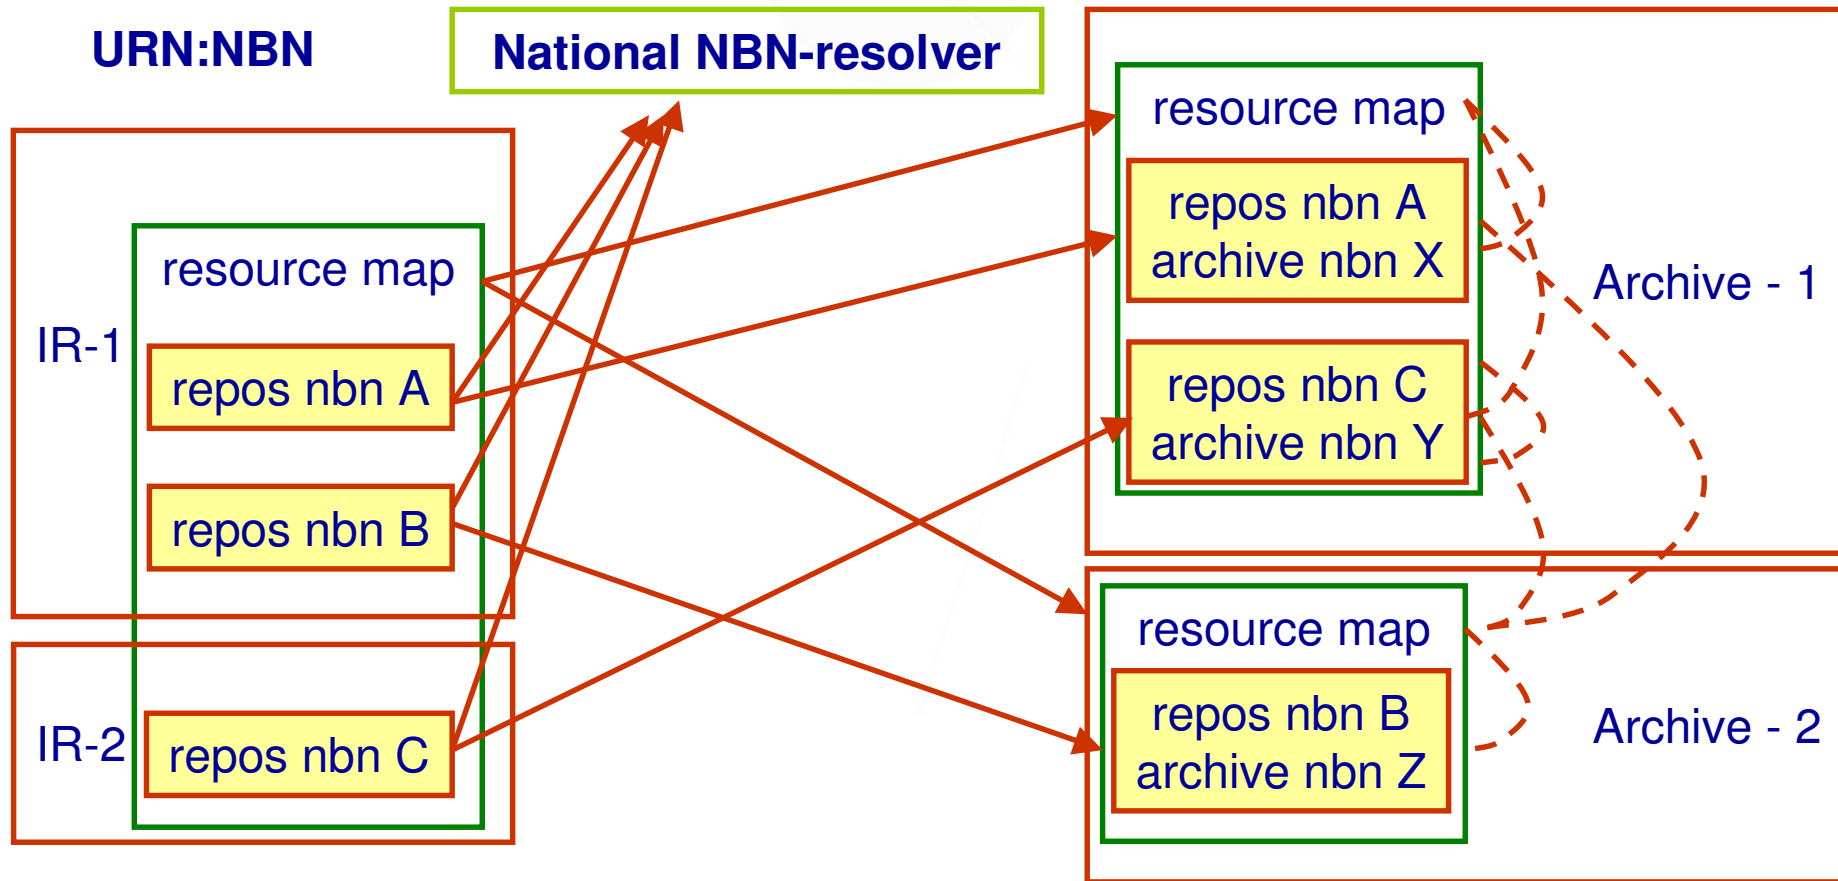 URN:NBN
National NBN-resolver
IR-1
resource map
repos nbn A
repos nbn B
IR-2
repos nbn C
resource map
repos nbn A
archive nbn X
repos nbn C
archive nbn Y
Archive - 1
resource map
repos nbn B
archive nbn Z
Archive - 2